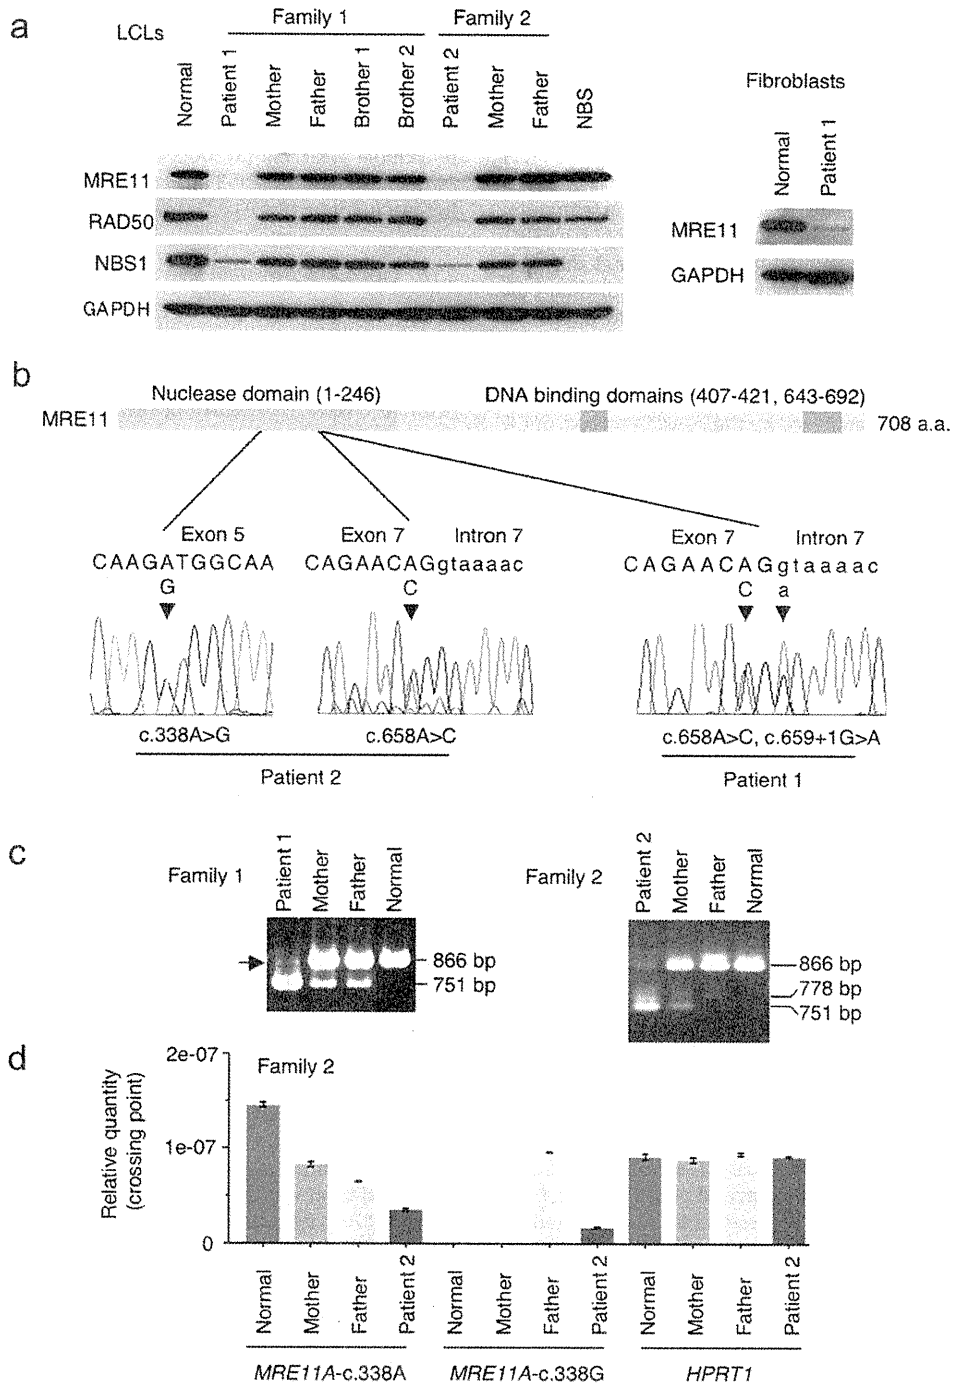 a
LCLs
Family 1
Family 2
Normal
Patient 1
Mother
Father
Brother 1
Brother 2
Patient 2
Mother
Father
NBS
MRE11
RAD50
NBS1
GAPDH
Fibroblasts
Normal
Patient 1
MRE11
GAPDH
b
Nuclease domain (1-246)
DNA binding domains (407-421, 643-692)
MRE11
708 a.a.
Exon 5
CAAGATGGCAA
G
c.338A>G
Exon 7 Intron 7
CAGAACAGgtaaaac
C
c.658A>C
Patient 2
Exon 7 Intron 7
CAGAACAGgtaaaac
C a
c.658A>C, c.659+1G>A
Patient 1
c
Family 1
Patient 1
Mother
Father
Normal
866 bp
751 bp
Family 2
Patient 2
Mother
Father
Normal
866 bp
778 bp
751 bp
d
Family 2
Relative quantity
(crossing point)
2e-07
1e-07
0
Normal
Mother
Father
Patient 2
Normal
Mother
Father
Patient 2
Normal
Mother
Father
Patient 2
MRE11A-c.338A
MRE11A-c.338G
HPRT1